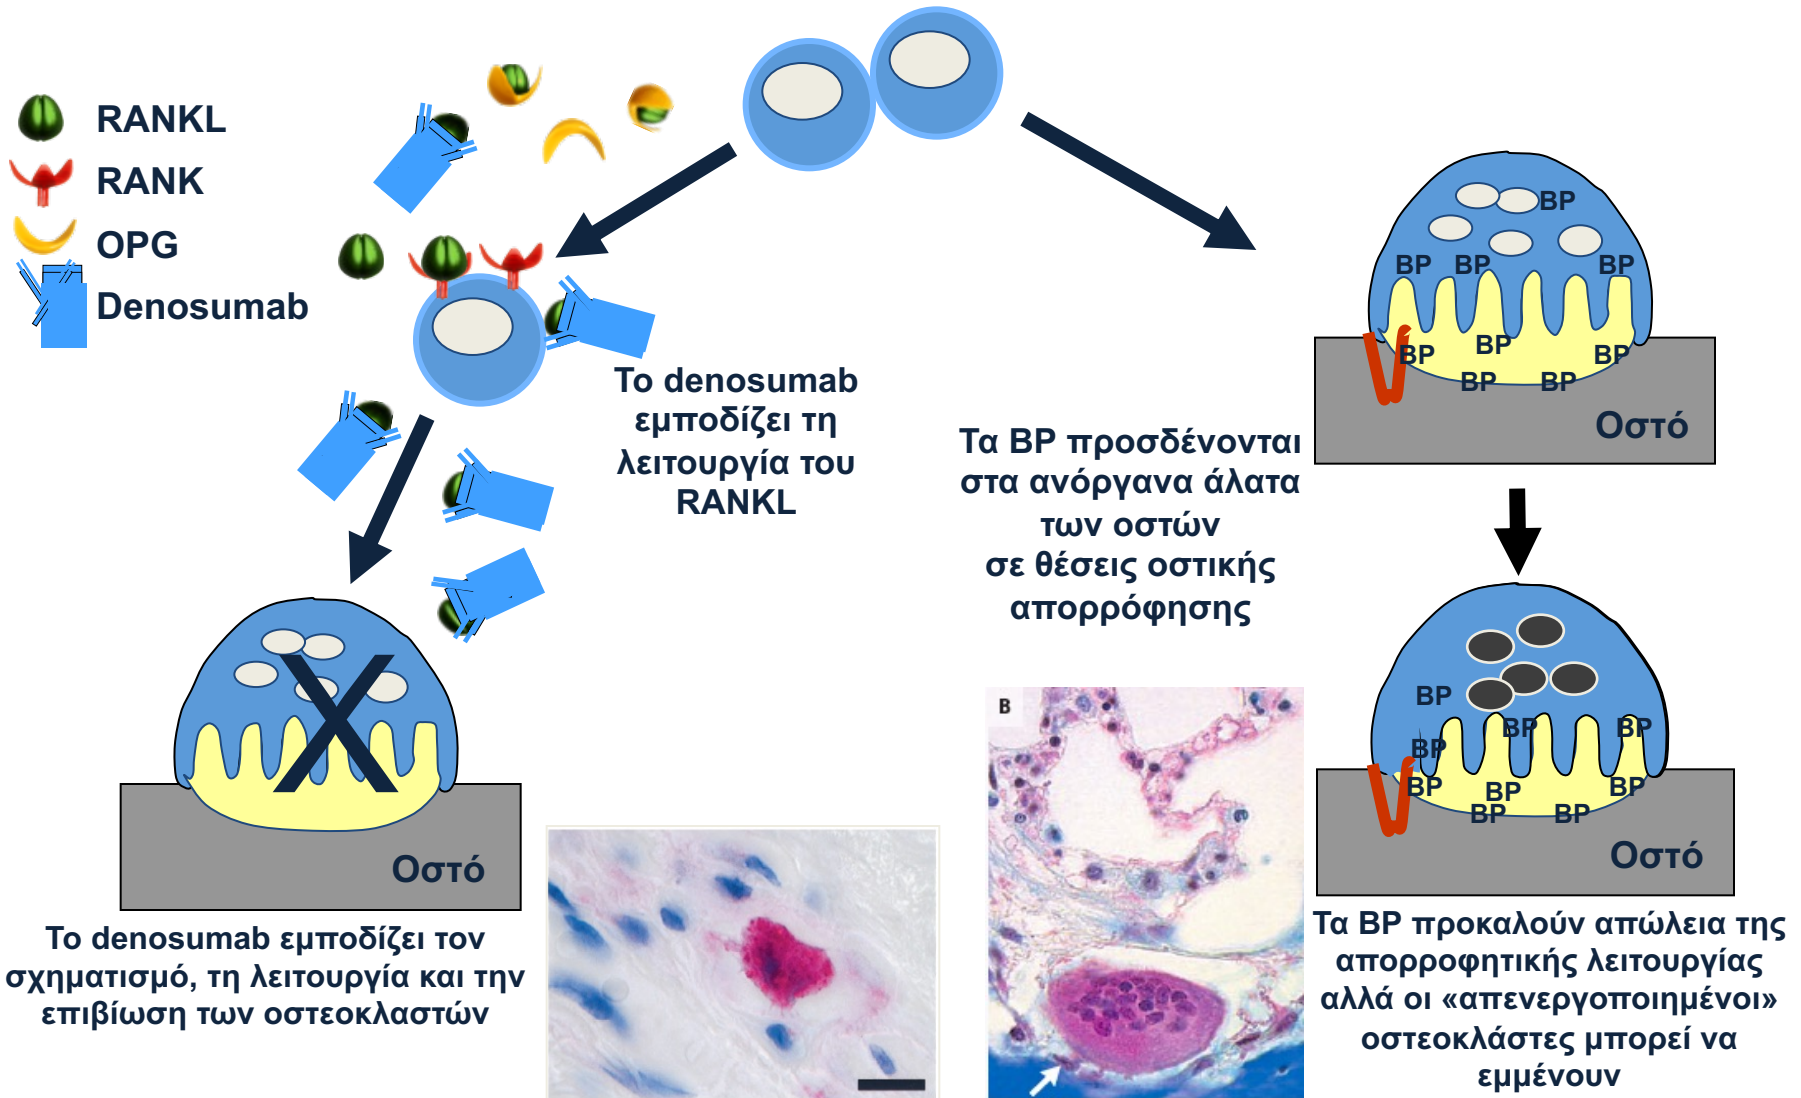 RANKL
RANK
OPG
Denosumab
Το denosumab
εμποδίζει τη
λειτουργία του
RANKL
Τα BP προσδένονται
στα ανόργανα άλατα
των οστών
σε θέσεις οστικής
απορρόφησης
BP
BP
BP
BP
BP
BP
BP
BP
BP
Οστό
BP
BP
BP
BP
BP
BP
BP
BP
BP
Οστό
Οστό
Το denosumab εμποδίζει τον
σχηματισμό, τη λειτουργία και την
επιβίωση των οστεοκλαστών
B
Τα BP προκαλούν απώλεια της
απορροφητικής λειτουργίας
αλλά οι «απενεργοποιημένοι»
οστεοκλάστες μπορεί να
εμμένουν